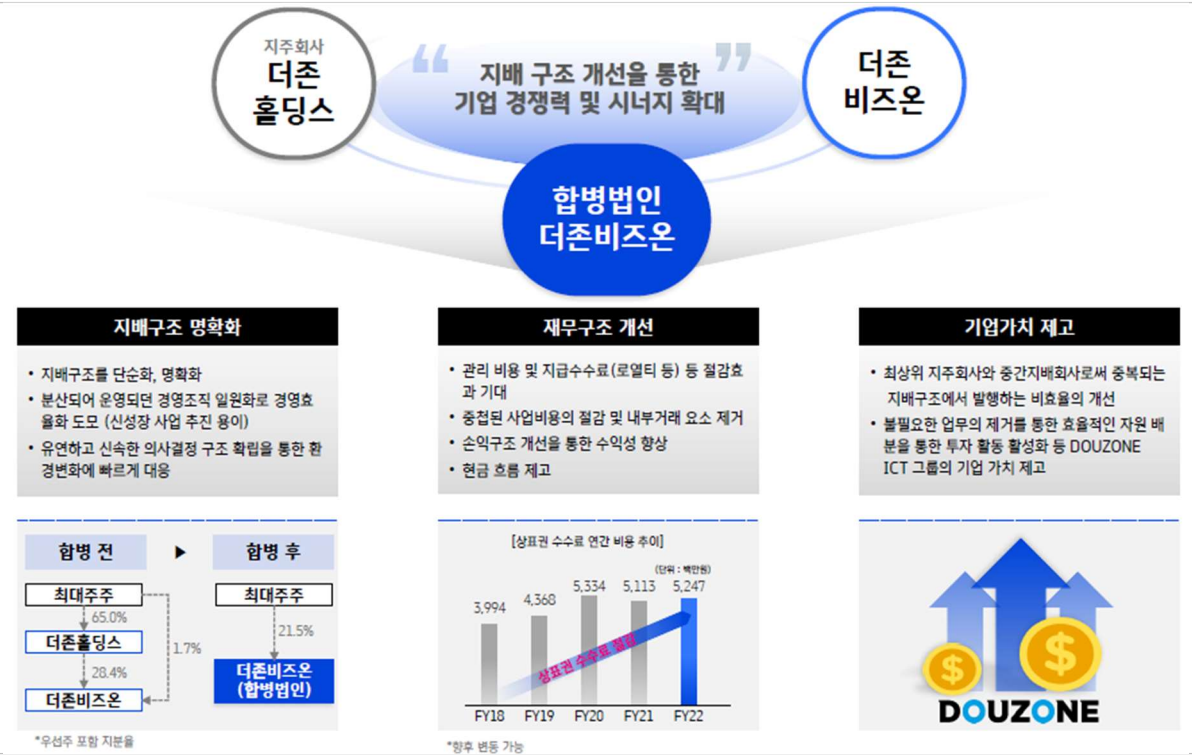 지주회사
더존
홀딩스
“ 지배 구조 개선을 통한 ”
기업 경쟁력 및 시너지 확대
더존
비즈온
합병법인
더존비즈온
지배구조 명확화
• 지배구조를 단순화, 명확화
• 분산되어 운영되던 경영조직 일원화로 경영효
율화 도모 (신성장 사업 추진 용이)
• 유연하고 신속한 의사결정 구조 확립을 통한 환
경변화에 빠르게 대응
합병 전
▶
합병 후
최대주주
65.0%
더존홀딩스
1.7%
28.4%
더존비즈온
최대주주
21.5%
더존비즈온
(합병법인)
*우선주 포함 지분율
재무구조 개선
• 관리 비용 및 지급수수료(로열티 등) 등 절감효
과 기대
• 중첩된 사업비용의 절감 및 내부거래 요소 제거
• 손익구조 개선을 통한 수익성 향상
• 현금 흐름 제고
[상표권 수수료 연간 비용 추이]
(단위 : 백만원)
3,994 4,368 5,334 5,113 5,247
상표권 수수료 절감
FY18 FY19 FY20 FY21 FY22
*향후 변동 가능
기업가치 제고
• 최상위 지주회사와 중간지배회사로써 중복되는
지배구조에서 발행하는 비효율의 개선
• 불필요한 업무의 제거를 통한 효율적인 자원 배
분을 통한 투자 활동 활성화 등 DOUZONE
ICT 그룹의 기업 가치 제고
$
$
DOUZONE